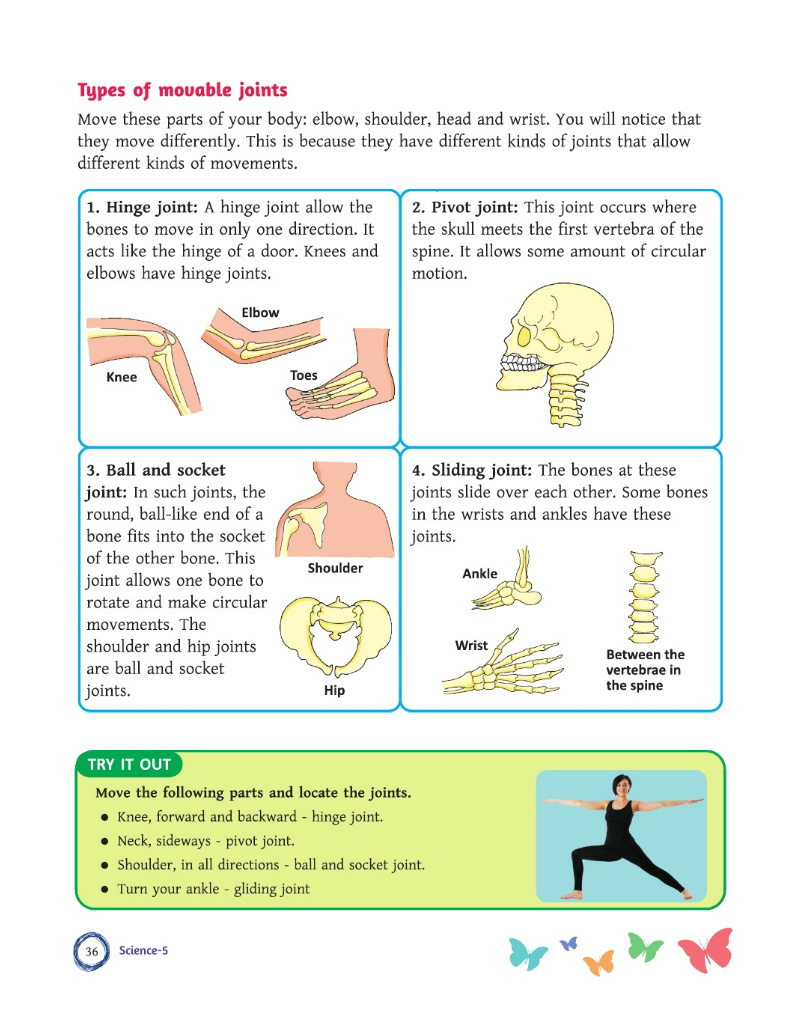 Types of movable joints
Move these parts of your body: elbow, shoulder, head and wrist. You will notice that
they move differently. This is because they have different kinds of joints that allow
different kinds of movements.
1. Hinge joint: A hinge joint allow the
bones to move in only one direction. It
acts like the hinge of a door. Knees and
elbows have hinge joints.
Elbow
Knee
Toes
2. Pivot joint: This joint occurs where
the skull meets the first vertebra of the
spine. It allows some amount of circular
motion.
3. Ball and socket
joint: In such joints, the
round, ball-like end of a
bone fits into the socket
of the other bone. This
joint allows one bone to
rotate and make circular
movements. The
shoulder and hip joints
are ball and socket
joints.
Shoulder
Hip
4. Sliding joint: The bones at these
joints slide over each other. Some bones
in the wrists and ankles have these
joints.
Ankle
Wrist
Between the
vertebrae in
the spine
TRY IT OUT
Move the following parts and locate the joints.
● Knee, forward and backward - hinge joint.
● Neck, sideways - pivot joint.
● Shoulder, in all directions - ball and socket joint.
● Turn your ankle - gliding joint
36 Science-5